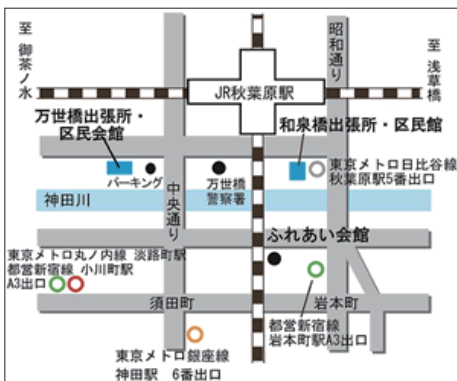 至 御茶ノ水
昭和通り
至 浅草橋
JR秋葉原駅
万世橋出張所・
区民会館
和泉橋出張所・区民館
パーキング
万世橋
警察署
東京メトロ日比谷線
秋葉原駅5番出口
神田川
中央通り
ふれあい会館
東京メトロ丸ノ内線 淡路町駅
都営新宿線 小川町駅
A3出口
須田町
岩本町
都営新宿線
岩本町駅A3出口
東京メトロ銀座線
神田駅 6番出口